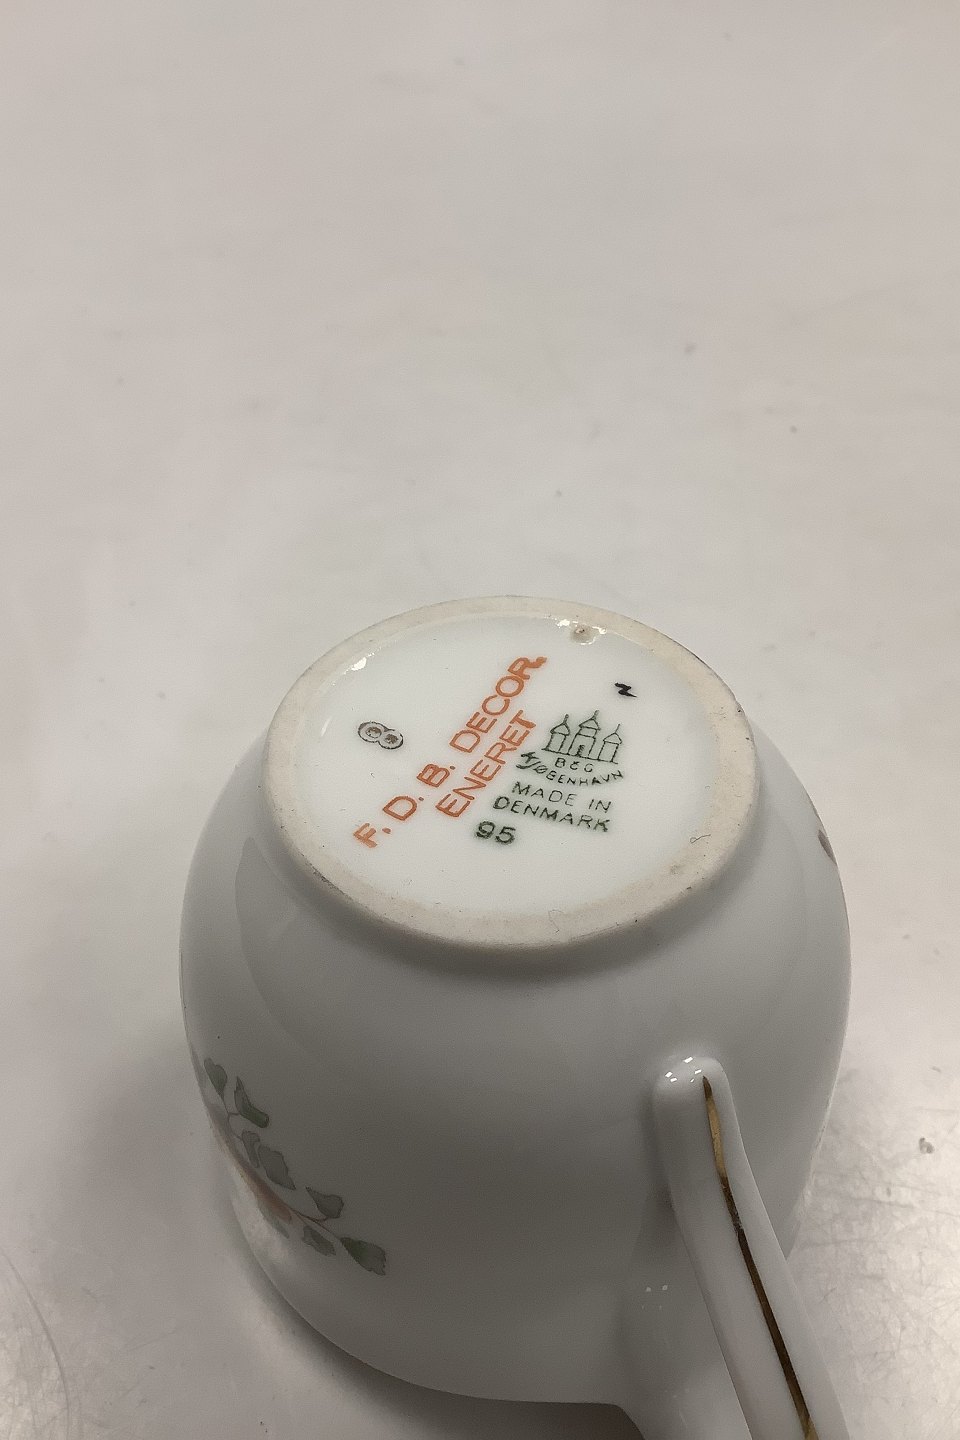 F. D. B. DECOR.
ENERET
B&G
KJØBENHAVN
MADE IN
DENMARK
95